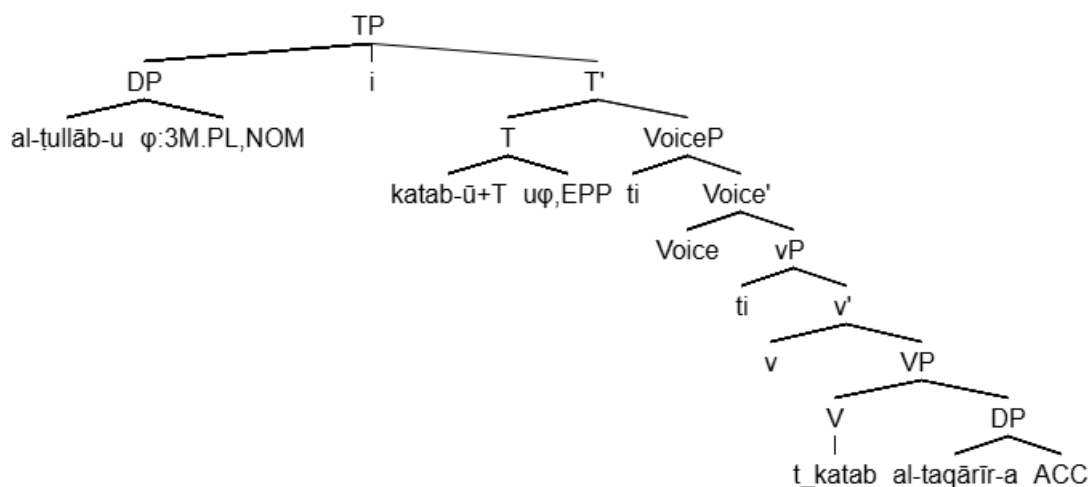 TP
DP i T'
al-ṭullāb-u φ:3M.PL,NOM T VoiceP
katab-ū+T uφ,EPP ti Voice'
Voice vP
ti v'
v VP
V DP
t_katab al-taqārīr-a ACC